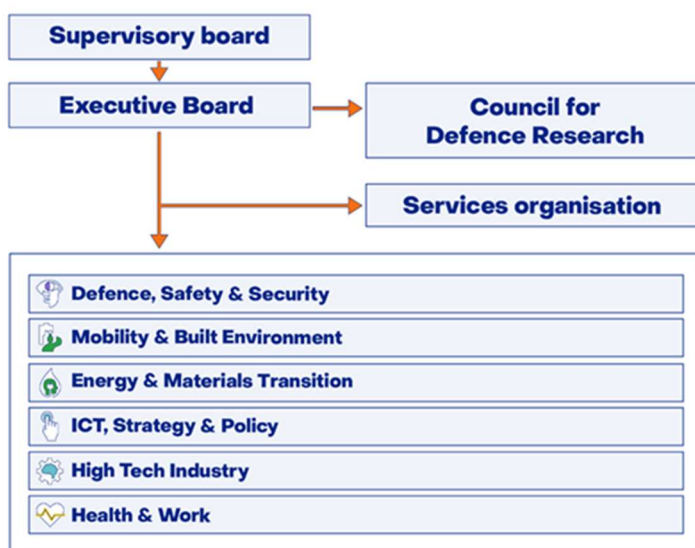 Supervisory board
Executive Board
Council for
Defence Research
Services organisation
Defence, Safety & Security
Mobility & Built Environment
Energy & Materials Transition
ICT, Strategy & Policy
High Tech Industry
Health & Work